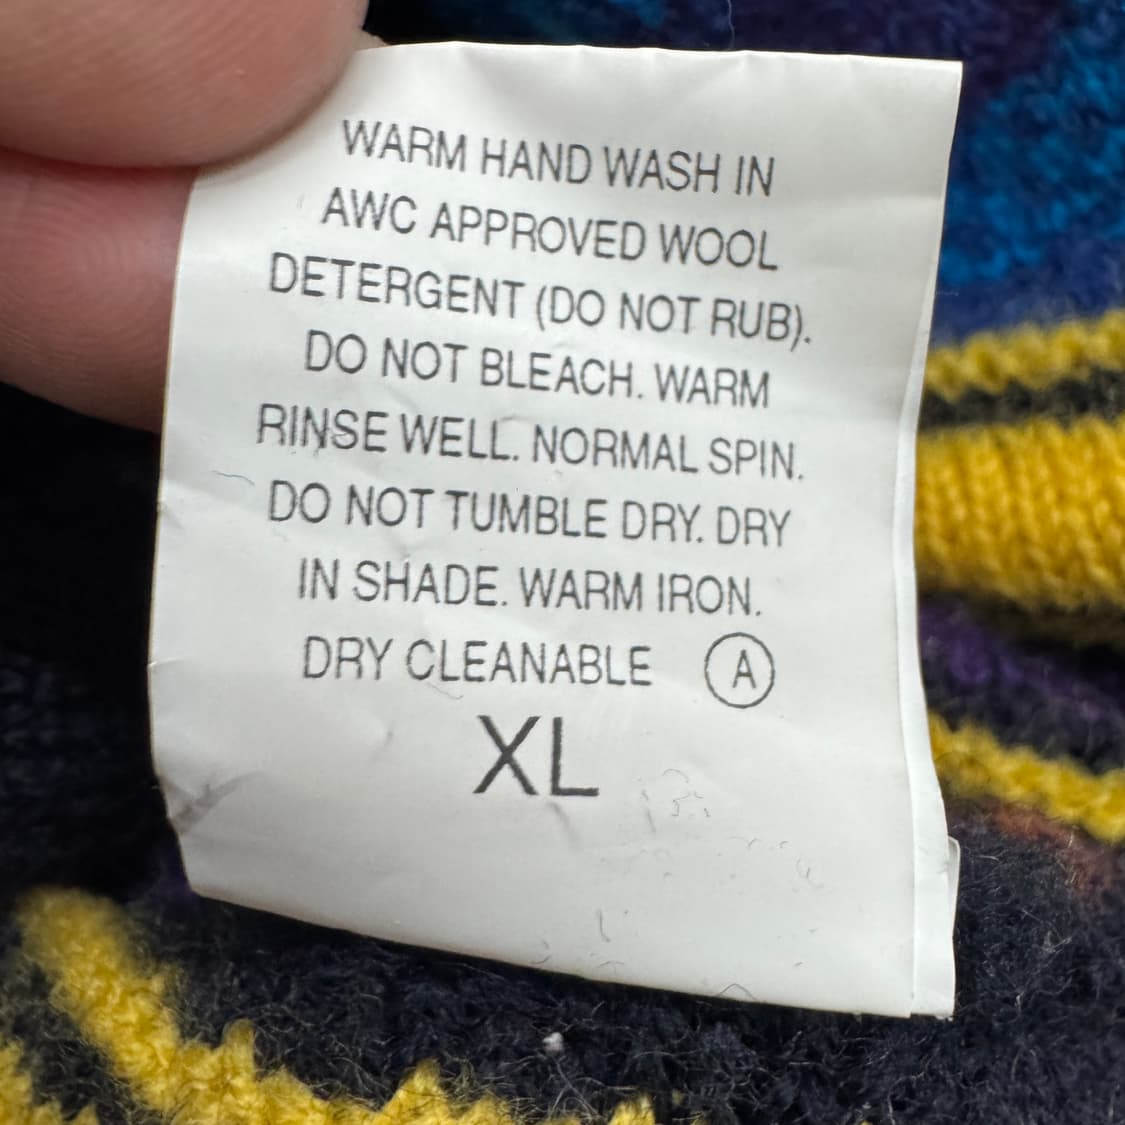 WARM HAND WASH IN
AWC APPROVED WOOL
DETERGENT (DO NOT RUB).
DO NOT BLEACH. WARM
RINSE WELL. NORMAL SPIN.
DO NOT TUMBLE DRY. DRY
IN SHADE. WARM IRON.
DRY CLEANABLE Ⓐ
XL